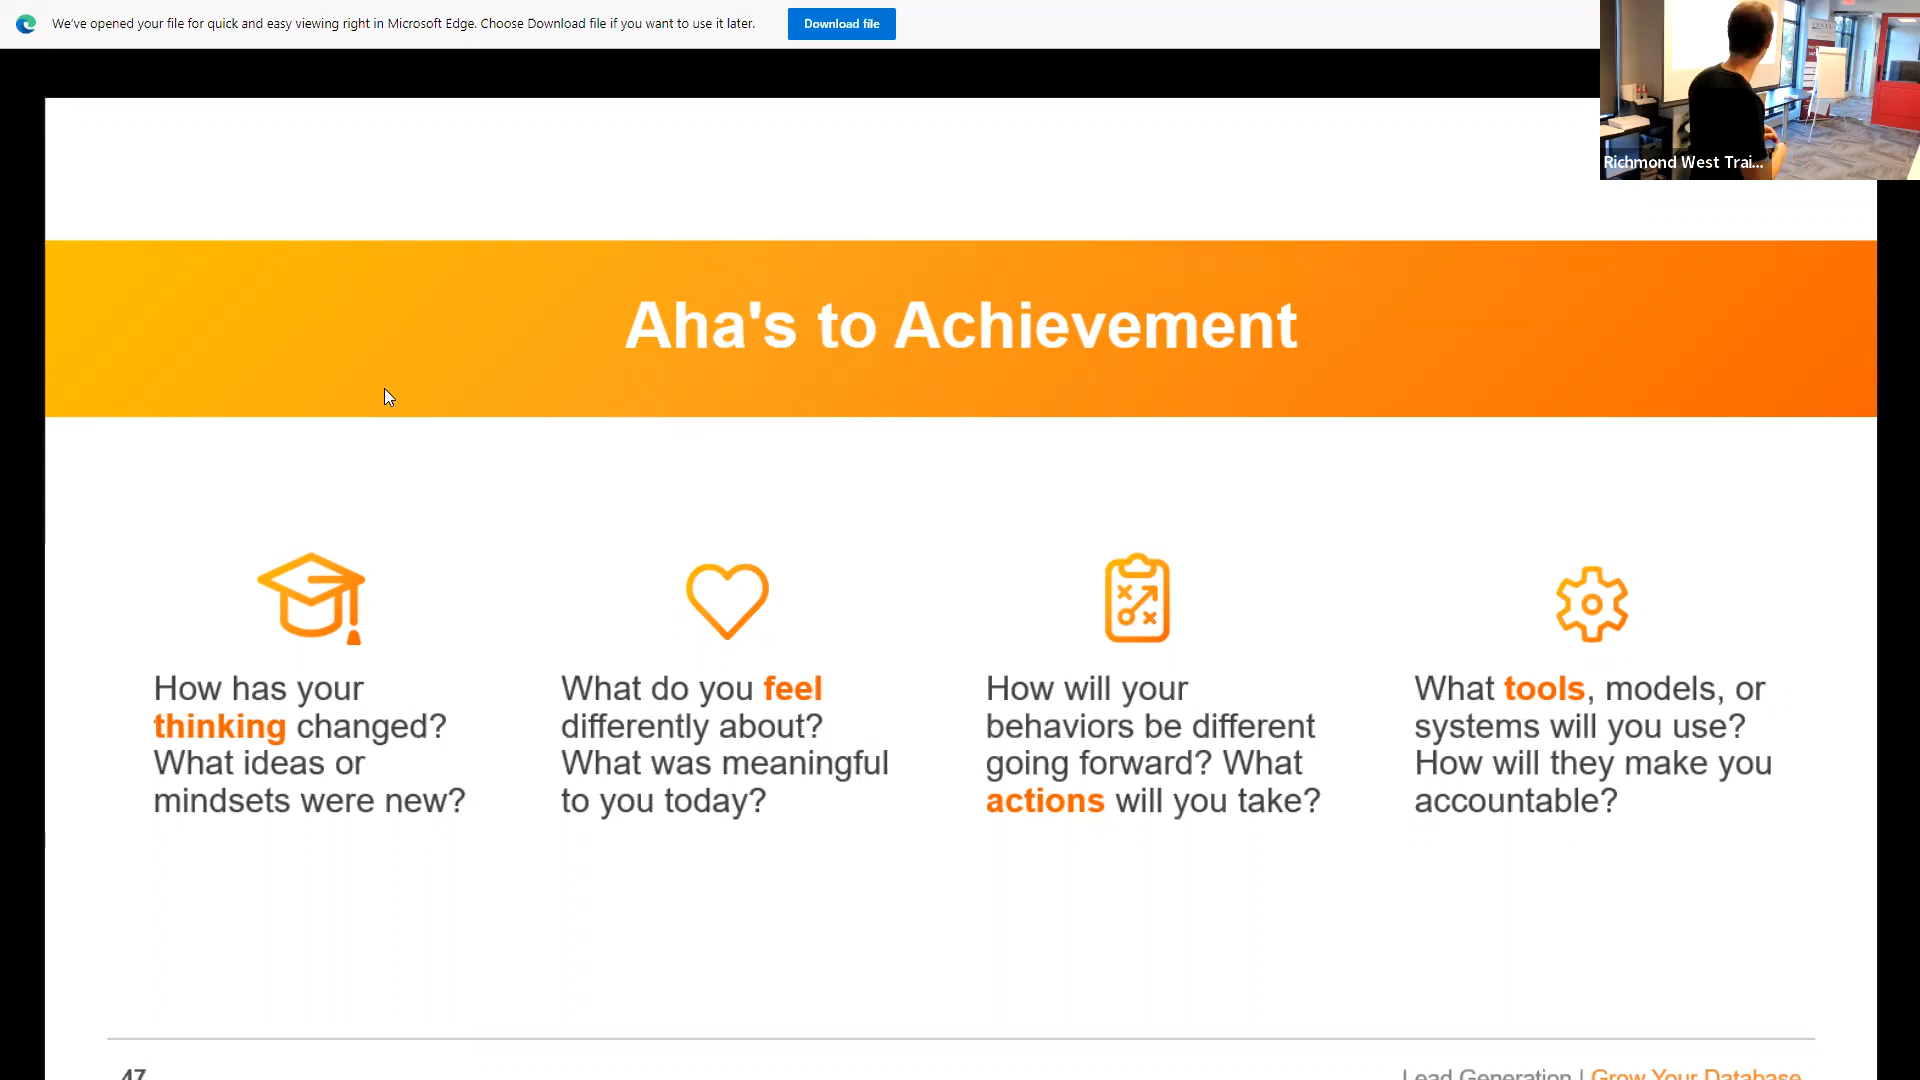 We've opened your file for quick and easy viewing right in Microsoft Edge. Choose Download file if you want to use it later.
Download file
Richmond West Trai...
Aha's to Achievement
How has your
thinking changed?
What ideas or
mindsets were new?
What do you feel
differently about?
What was meaningful
to you today?
How will your
behaviors be different
going forward? What
actions will you take?
What tools, models, or
systems will you use?
How will they make you
accountable?
47
Lead Generation | Grow Your Database